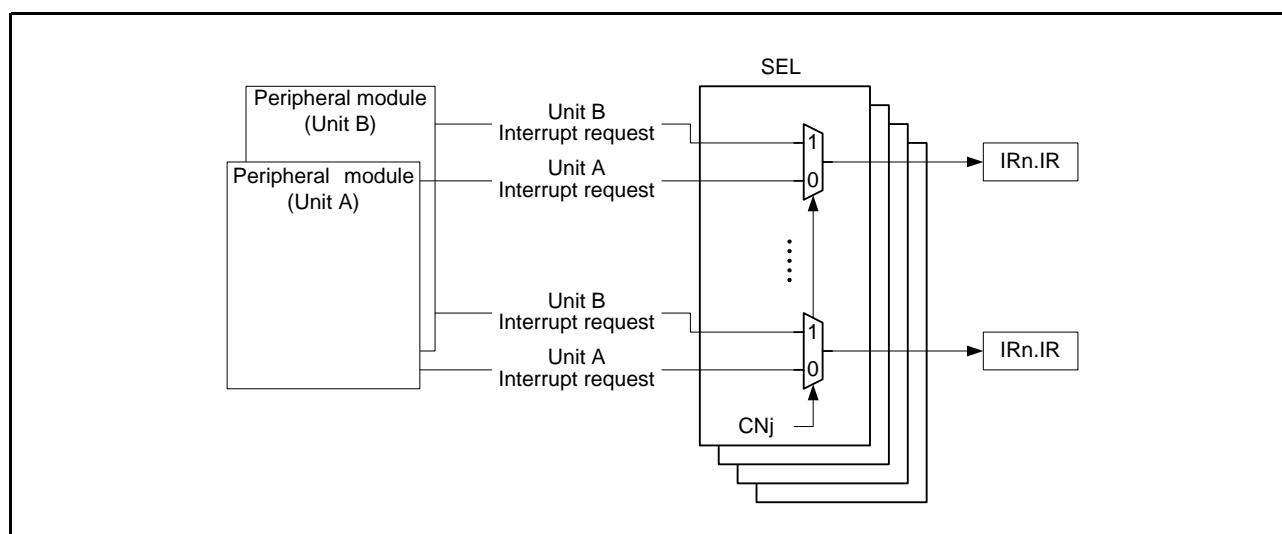 SEL
Peripheral module
(Unit B)
Peripheral module
(Unit A)
Unit B
Interrupt request
Unit A
Interrupt request
1
0
IRn.IR
Unit B
Interrupt request
Unit A
Interrupt request
1
0
IRn.IR
CNj